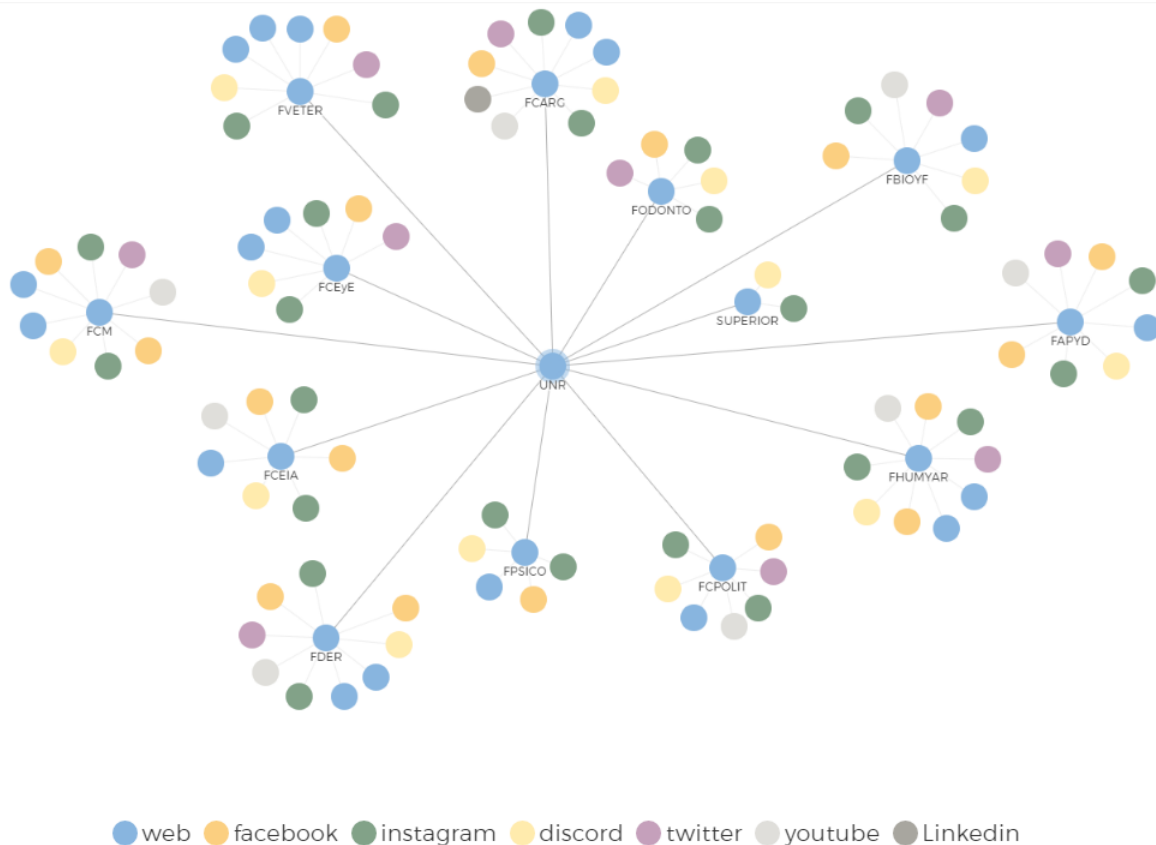 FVETER
FCARG
FODONTO
FBIOYF
FCEyE
FCM
SUPERIOR
FAPYD
UNR
FCEIA
FHUMYAR
FPSICO
FCPOLIT
FDER
web facebook instagram discord twitter youtube Linkedin